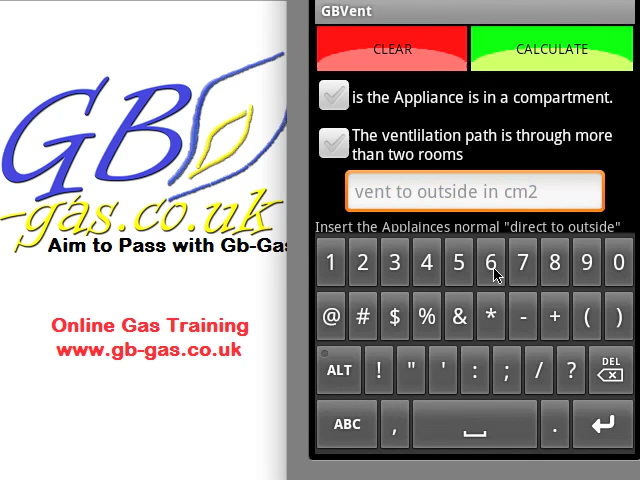 GB
-gas.co.uk
Aim to Pass with Gb-Gas
Online Gas Training
www.gb-gas.co.uk
GBVent
CLEAR
CALCULATE
is the Appliance is in a compartment.
The ventlilation path is through more
than two rooms
vent to outside in cm2
Insert the Applainces normal "direct to outside"
1 2 3 4 5 6 7 8 9 0
@ # $ % & * - + ( )
ALT ! " ' : ; / ? DEL
ABC , .